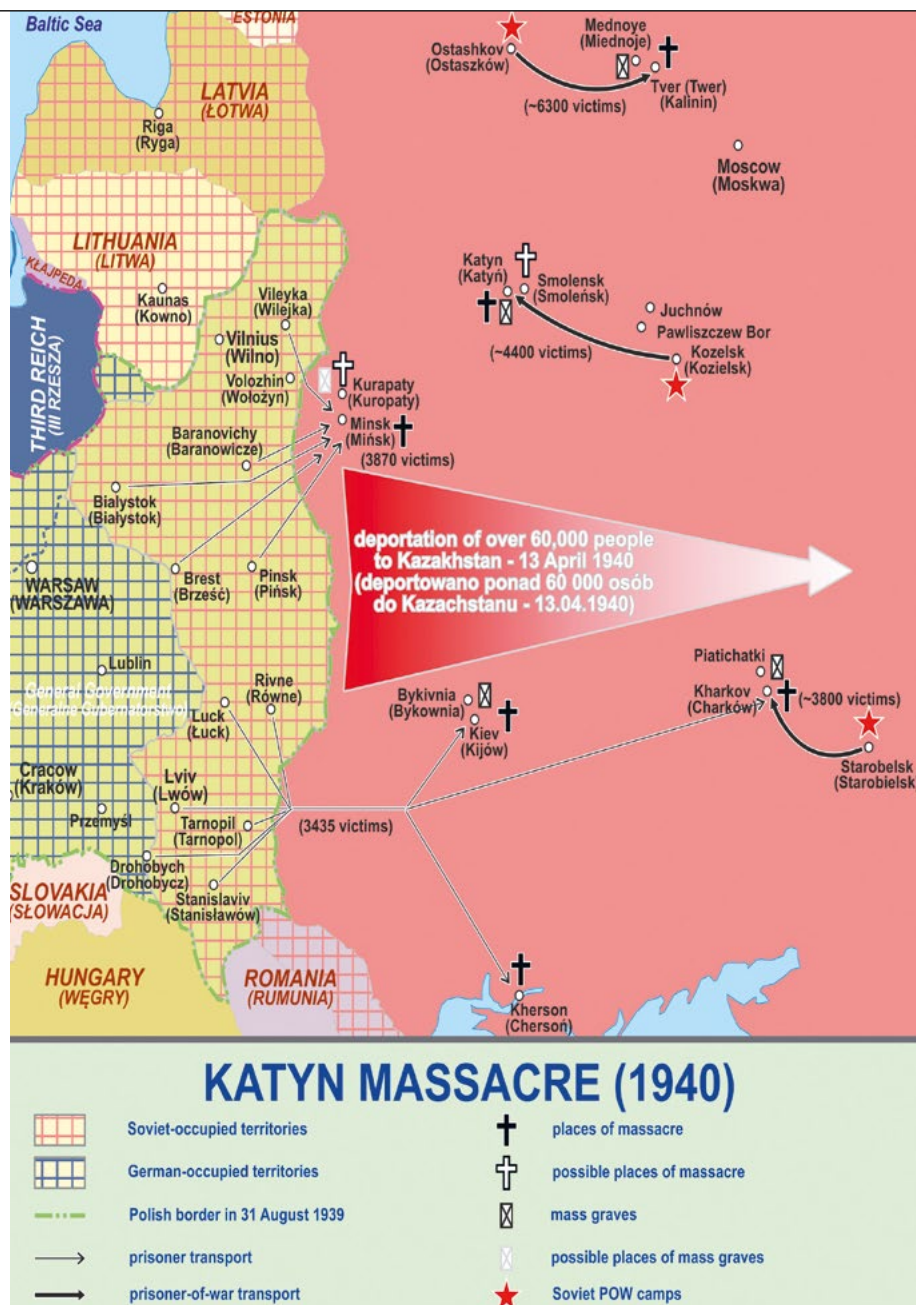 Baltic Sea
ESTONIA
Ostashkov
(Ostaszków)
Mednoye
(Miednoje)
Tver (Twer)
(Kalinin)
(~6300 victims)
LATVIA
(ŁOTWA)
Riga
(Ryga)
Moscow
(Moskwa)
LITHUANIA
(LITWA)
KŁAJPEDA
Kaunas
(Kowno)
Vileyka
(Wilejka)
Vilnius
(Wilno)
Volozhin
(Wołożyn)
Katyn
(Katyń)
Smolensk
(Smoleńsk)
Juchnów
Pawliszczew Bor
Kozelsk
(Kozielsk)
(~4400 victims)
THIRD REICH
(III RZESZA)
Kurapaty
(Kuropaty)
Minsk
(Mińsk)
(3870 victims)
Baranovichy
(Baranowicze)
Bialystok
(Białystok)
deportation of over 60,000 people
to Kazakhstan - 13 April 1940
(deportowano ponad 60 000 osób
do Kazachstanu - 13.04.1940)
WARSAW
(WARSZAWA)
Brest
(Brześć)
Pinsk
(Pińsk)
Lublin
General Government
(Generalne Gubernatorstwo)
Rivne
(Równe)
Luck
(Łuck)
Bykivnia
(Bykownia)
Kiev
(Kijów)
Piatichatki
Kharkov
(Charków)
(~3800 victims)
Starobelsk
(Starobielsk)
Cracow
(Kraków)
Przemyśl
Lviv
(Lwów)
Tarnopil
(Tarnopol)
(3435 victims)
Drohobych
(Drohobycz)
Stanislaviv
(Stanisławów)
SLOVAKIA
(SŁOWACJA)
HUNGARY
(WĘGRY)
ROMANIA
(RUMUNIA)
Kherson
(Chersoń)
KATYN MASSACRE (1940)
Soviet-occupied territories
German-occupied territories
Polish border in 31 August 1939
prisoner transport
prisoner-of-war transport
places of massacre
possible places of massacre
mass graves
possible places of mass graves
Soviet POW camps